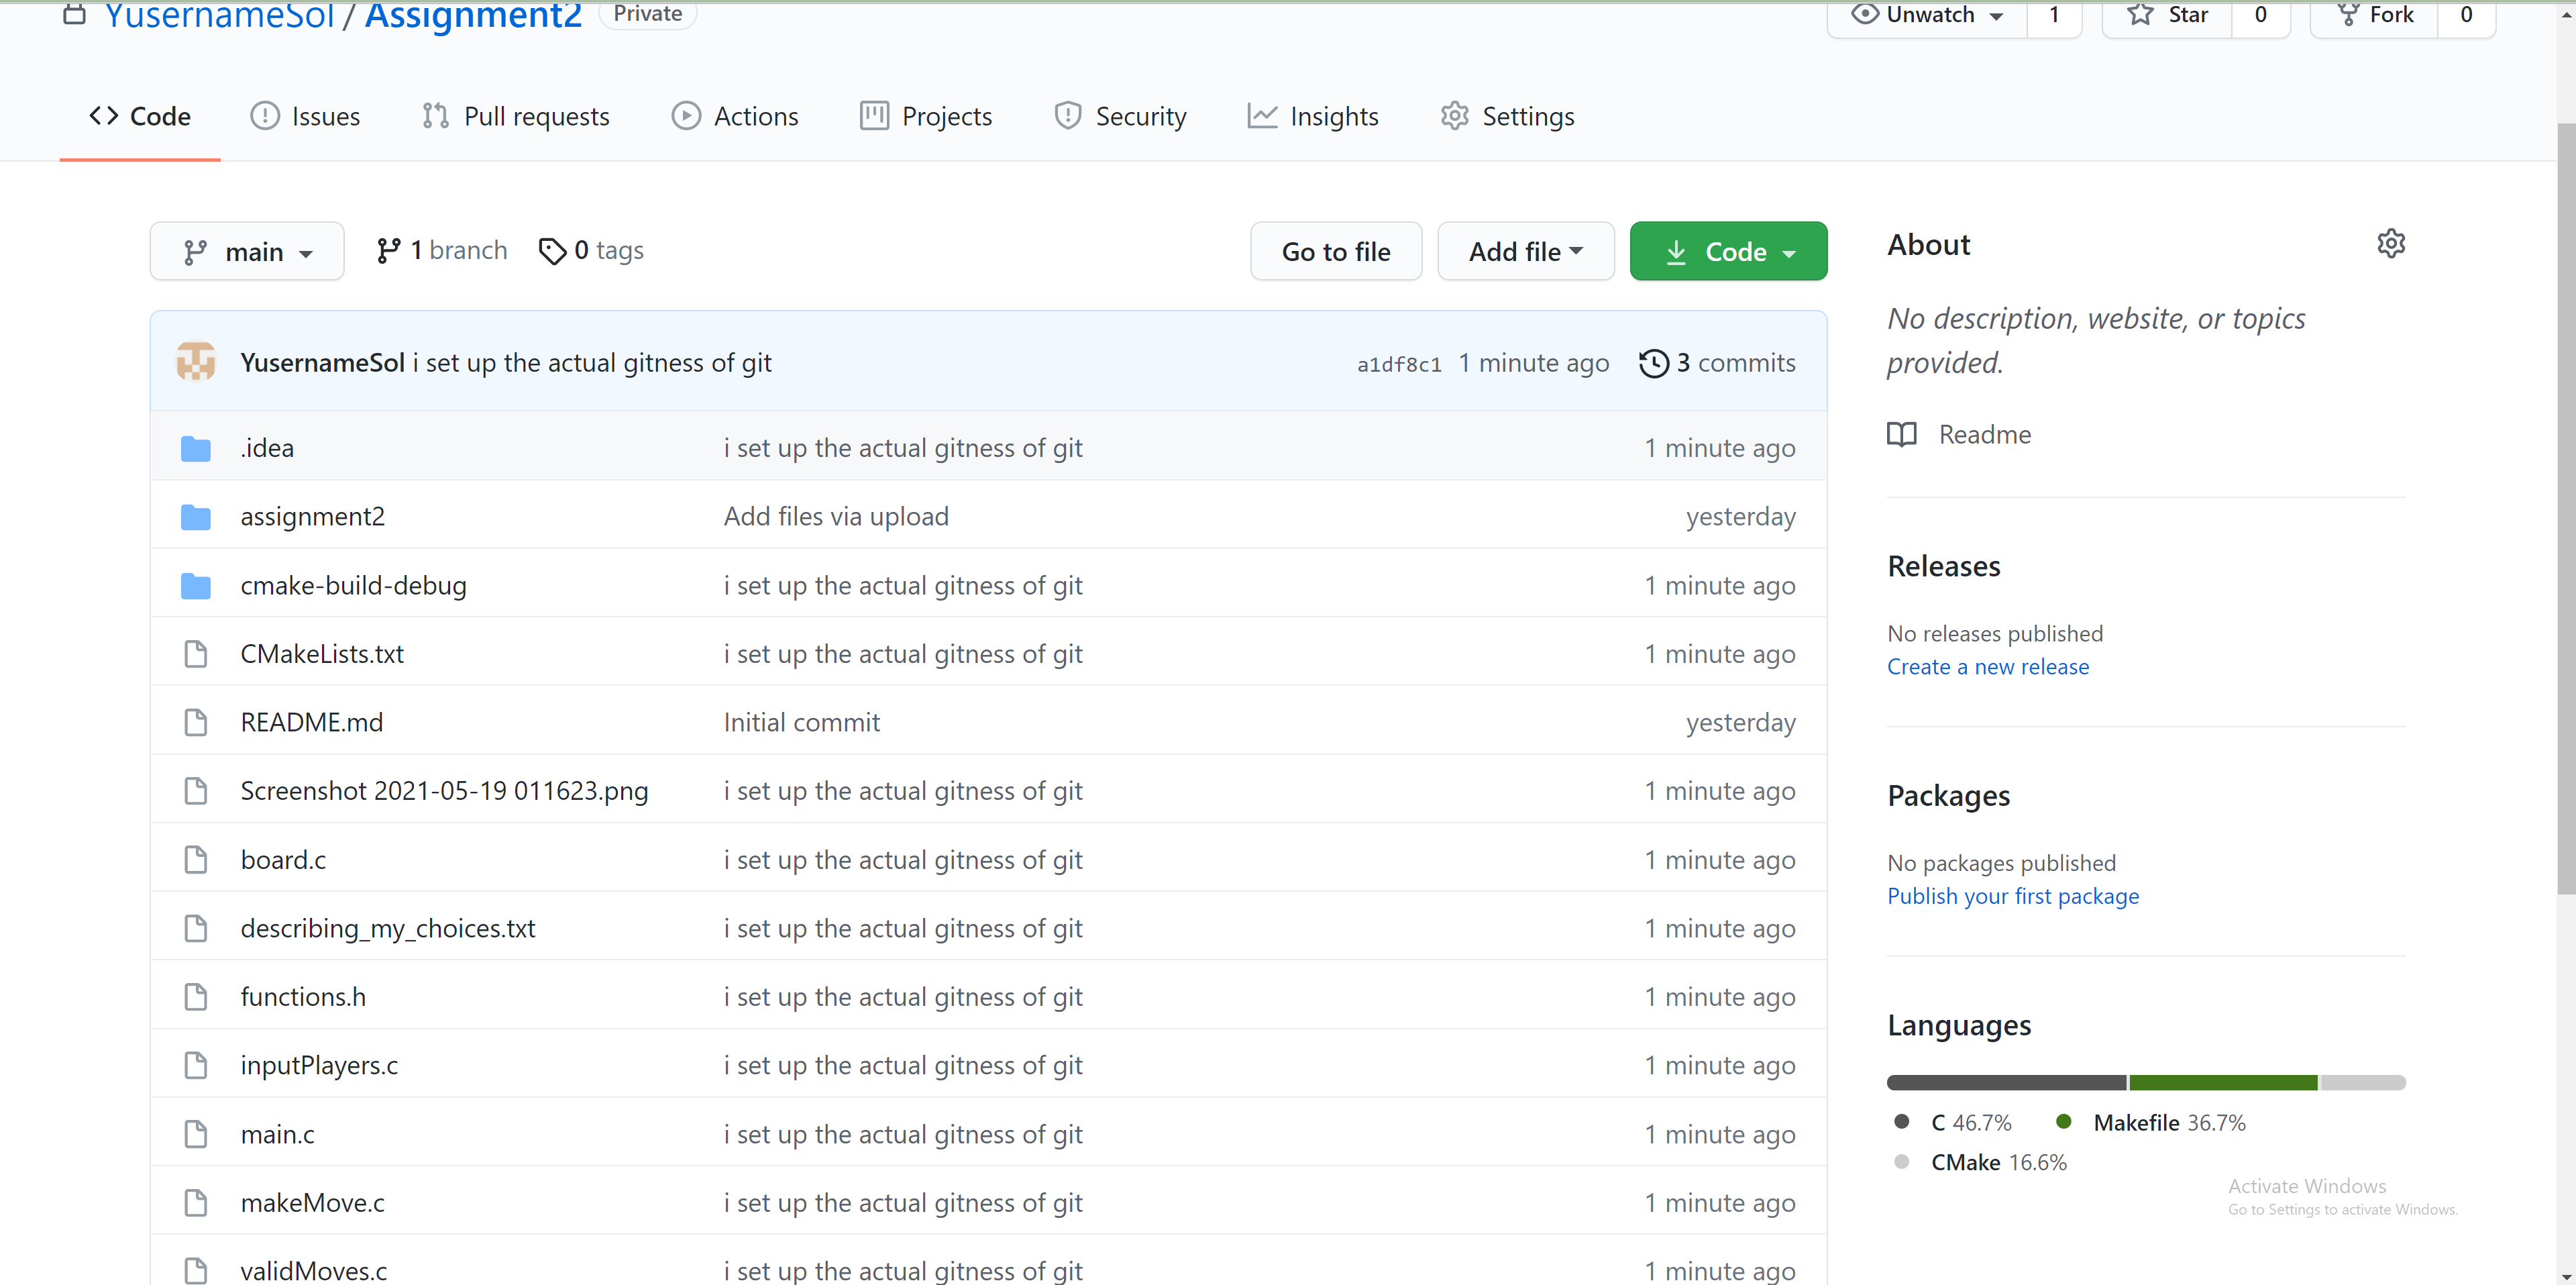 YusernameSol / Assignment2 Private
Unwatch 1 Star 0 Fork 0
Code Issues Pull requests Actions Projects Security Insights Settings
main 1 branch 0 tags Go to file Add file Code
YusernameSol i set up the actual gitness of git a1df8c1 1 minute ago 3 commits
.idea i set up the actual gitness of git 1 minute ago
assignment2 Add files via upload yesterday
cmake-build-debug i set up the actual gitness of git 1 minute ago
CMakeLists.txt i set up the actual gitness of git 1 minute ago
README.md Initial commit yesterday
Screenshot 2021-05-19 011623.png i set up the actual gitness of git 1 minute ago
board.c i set up the actual gitness of git 1 minute ago
describing_my_choices.txt i set up the actual gitness of git 1 minute ago
functions.h i set up the actual gitness of git 1 minute ago
inputPlayers.c i set up the actual gitness of git 1 minute ago
main.c i set up the actual gitness of git 1 minute ago
makeMove.c i set up the actual gitness of git 1 minute ago
validMoves.c i set up the actual gitness of git 1 minute ago
About
No description, website, or topics
provided.
Readme
Releases
No releases published
Create a new release
Packages
No packages published
Publish your first package
Languages
C 46.7% Makefile 36.7%
CMake 16.6%
Activate Windows
Go to Settings to activate Windows.